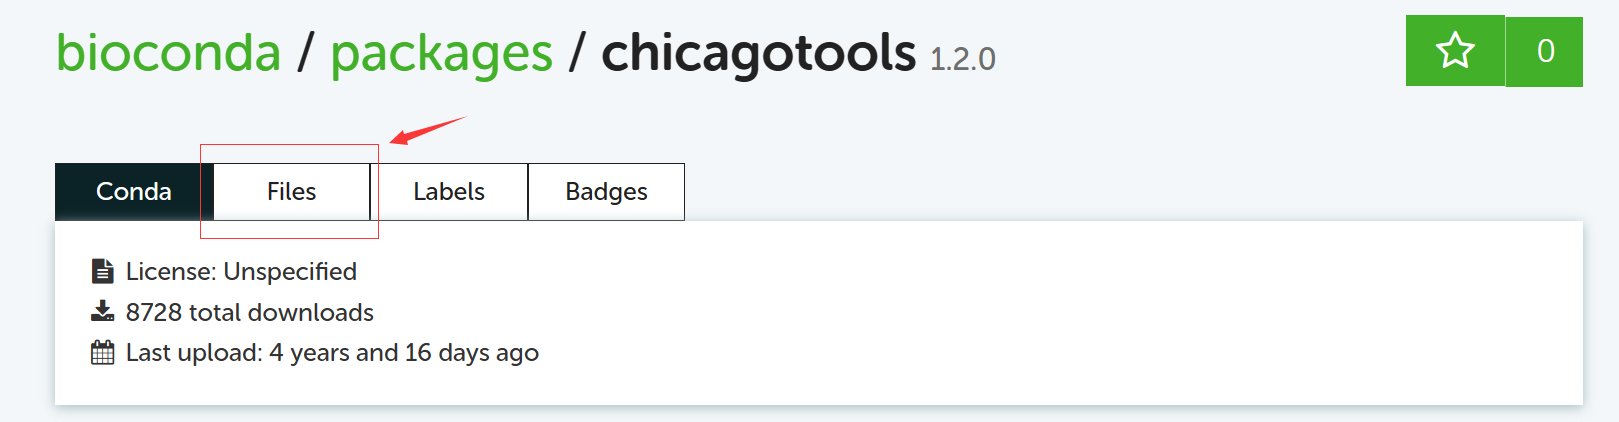 bioconda / packages / chicagotools 1.2.0
0
Conda
Files
Labels
Badges
License: Unspecified
8728 total downloads
Last upload: 4 years and 16 days ago